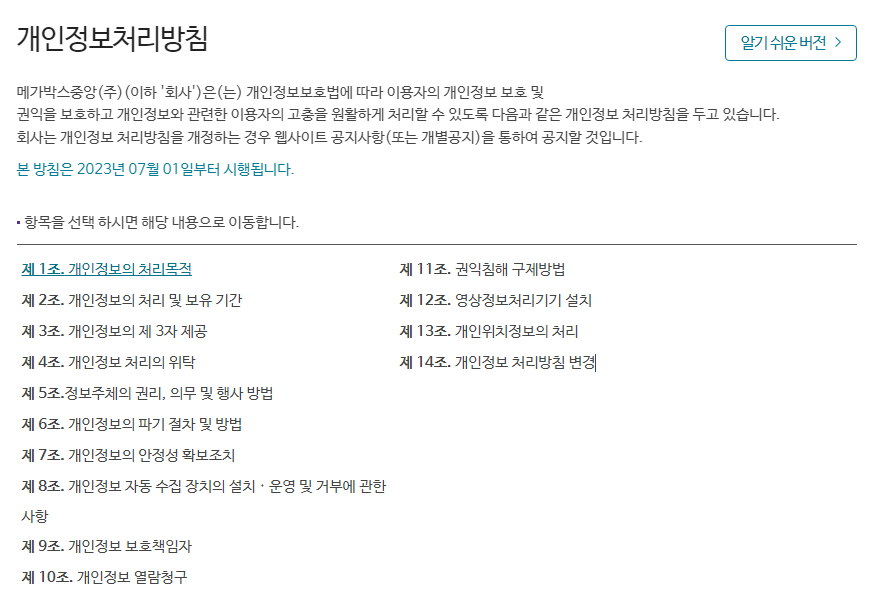 개인정보처리방침
알기 쉬운 버전 >
메가박스중앙(주) (이하 '회사')은(는) 개인정보보호법에 따라 이용자의 개인정보 보호 및
권익을 보호하고 개인정보와 관련한 이용자의 고충을 원활하게 처리할 수 있도록 다음과 같은 개인정보 처리방침을 두고 있습니다.
회사는 개인정보 처리방침을 개정하는 경우 웹사이트 공지사항(또는 개별공지)을 통하여 공지할 것입니다.
본 방침은 2023년 07월 01일부터 시행됩니다.
• 항목을 선택 하시면 해당 내용으로 이동합니다.
제 1조. 개인정보의 처리목적
제 2조. 개인정보의 처리 및 보유 기간
제 3조. 개인정보의 제 3자 제공
제 4조. 개인정보 처리의 위탁
제 5조.정보주체의 권리, 의무 및 행사 방법
제 6조. 개인정보의 파기 절차 및 방법
제 7조. 개인정보의 안정성 확보조치
제 8조. 개인정보 자동 수집 장치의 설치ㆍ운영 및 거부에 관한
사항
제 9조. 개인정보 보호책임자
제 10조. 개인정보 열람청구
제 11조. 권익침해 구제방법
제 12조. 영상정보처리기기 설치
제 13조. 개인위치정보의 처리
제 14조. 개인정보 처리방침 변경